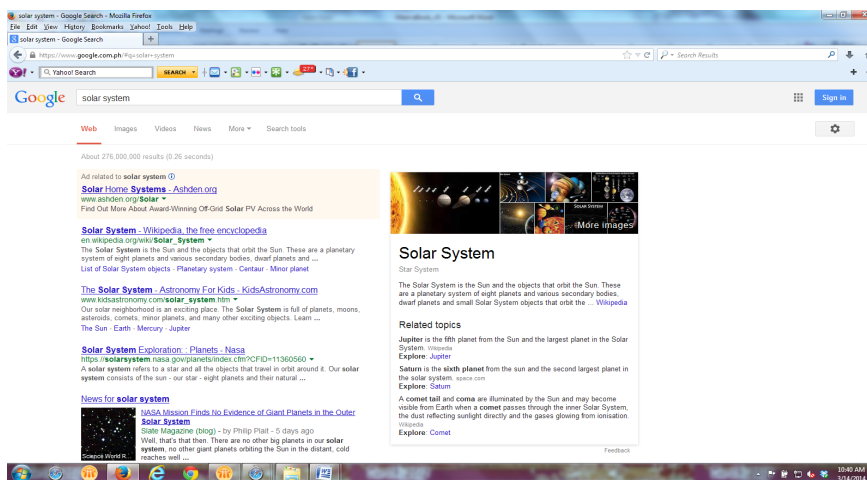 solar system - Google Search - Mozilla Firefox
File Edit View History Bookmarks Yahoo! Tools Help
solar system - Google Search
https://www.google.com.ph/#q=solar+system
Search Results
Yahoo! Search
SEARCH
27°
Google
solar system
Sign in
Web Images Videos News More Search tools
About 276,000,000 results (0.26 seconds)
Ad related to solar system
Solar Home Systems - Ashden.org
www.ashden.org/Solar
Find Out More About Award-Winning Off-Grid Solar PV Across the World
Solar System - Wikipedia, the free encyclopedia
en.wikipedia.org/wiki/Solar_System
The Solar System is the Sun and the objects that orbit the Sun. These are a planetary
system of eight planets and various secondary bodies, dwarf planets and ...
List of Solar System objects - Planetary system - Centaur - Minor planet
The Solar System - Astronomy For Kids - KidsAstronomy.com
www.kidsastronomy.com/solar_system.htm
Our solar neighborhood is an exciting place. The Solar System is full of planets, moons,
asteroids, comets, minor planets, and many other exciting objects. Learn ...
The Sun - Earth - Mercury - Jupiter
Solar System Exploration: : Planets - Nasa
https://solarsystem.nasa.gov/planets/index.cfm?CFID=11360560
A solar system refers to a star and all the objects that travel in orbit around it. Our solar
system consists of the sun - our star - eight planets and their natural ...
News for solar system
NASA Mission Finds No Evidence of Giant Planets in the Outer
Solar System
Slate Magazine (blog) - by Philip Plait - 5 days ago
Well, that's that then. There are no other big planets in our solar
system, no other giant planets orbiting the Sun in the distant, cold
reaches well ...
Science World R...
SOLAR SYSTEM
More images
Solar System
Star System
The Solar System is the Sun and the objects that orbit the Sun. These
are a planetary system of eight planets and various secondary bodies,
dwarf planets and small Solar System objects that orbit the ... Wikipedia
Related topics
Jupiter is the fifth planet from the Sun and the largest planet in the Solar
System. Wikipedia
Explore: Jupiter
Saturn is the sixth planet from the sun and the second largest planet in
the solar system. space.com
Explore: Saturn
A comet tail and coma are illuminated by the Sun and may become
visible from Earth when a comet passes through the inner Solar System,
the dust reflecting sunlight directly and the gases glowing from ionisation.
Wikipedia
Explore: Comet
Feedback
10:40 AM
3/14/2014